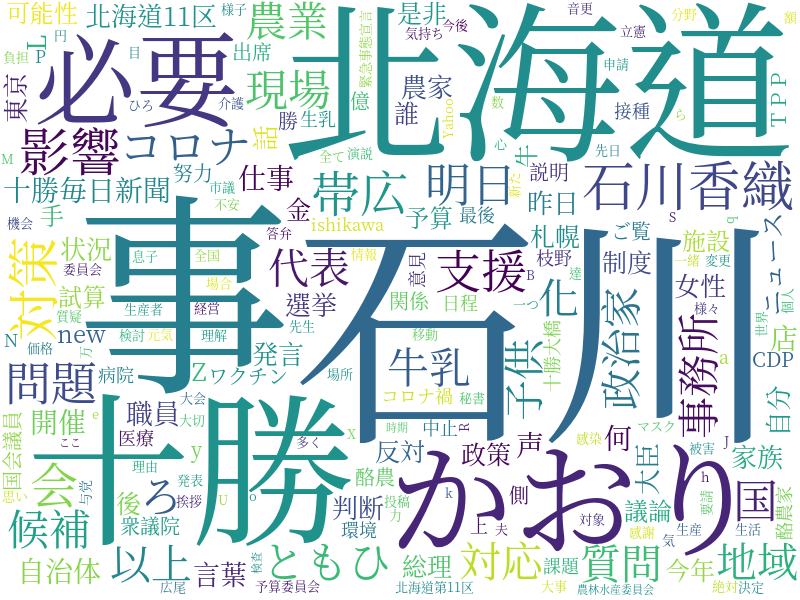 可能性
北海道11区
様子
出席
農業
是非
音更
分野
額
北海道
必要
負担
円
P
L
目
気持ち
今後
立憲
緊急事態宣言
東京
現場
農家
申請
TPP
ひろ
介護
億
誰
数
接種
ら
影響
コロナ
話
勝
生乳
Yahoo
心
牛
先日
M
努力
全て
演説
新た
十勝毎日新聞
市議
仕事
帯広
明日
説明
石川香織
手
不安
金
ishikawa
予算
昨日
最後
s
q
機会
答弁
札幌
ご覧
ニュース
対策
状況
息子
全国
代表
意見
支援
枝野
B
達
施設
一緒
変更
委員会
情報
制度
女性
様々
事
石川
試算
場合
選挙
関係
日程
一つ
化
個人
世界
質疑
生産者
経営
N
new
検討
元気
理解
先生
発言
移動
店
価格
万
十勝大橋
政治家
事務所
CDP
a
問題
病院
Z
ワクチン
場所
牛乳
子供
自分
コロナ禍
秘書
国会議員
開催
職員
大会
e
y
大切
x
時期
中止
R
何
マスク
感染
被害
J
十勝
かおり
医療
多く
反対
政策
声
大臣
家族
ここ
理由
会
後
ろ
酪農
側
h
国
思い
与党
発表
挨拶
U
o
投稿
力
判断
k
議論
感謝
要請
生産
生活
酪農家
候補
衆議院
環境
上
夫
対象
気
以上
ともひ
総理
対応
課題
質問
今年
地域
自治体
言葉
検査
広尾
予算委員会
北海道第11区
大事
農林水産委員会
絶対
決定